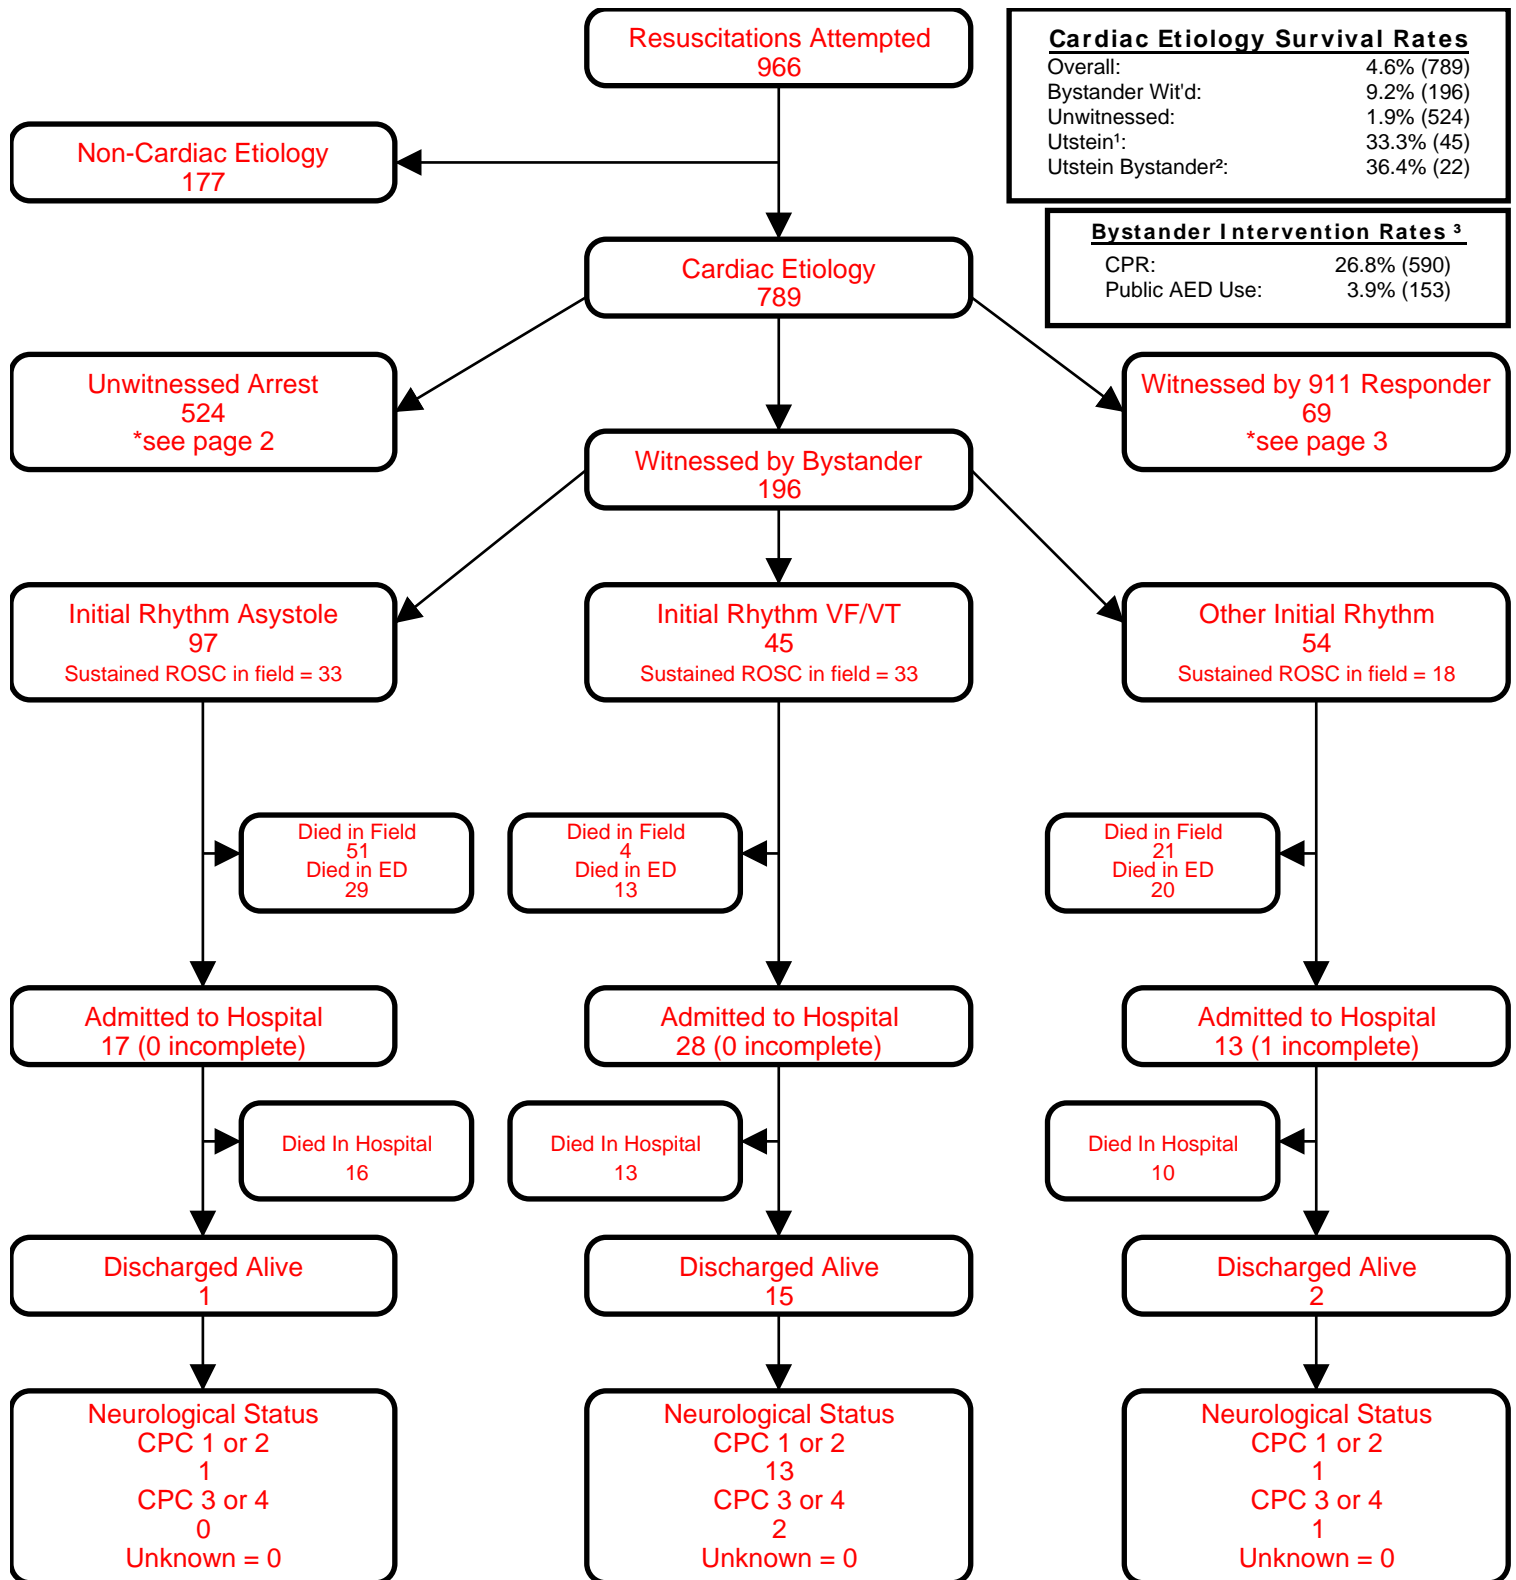 Resuscitations Attempted
966
Cardiac Etiology Survival Rates
Overall: 4.6% (789)
Bystander Wit'd: 9.2% (196)
Unwitnessed: 1.9% (524)
Utstein¹: 33.3% (45)
Utstein Bystander²: 36.4% (22)
Non-Cardiac Etiology
177
Bystander Intervention Rates ³
CPR: 26.8% (590)
Public AED Use: 3.9% (153)
Cardiac Etiology
789
Unwitnessed Arrest
524
*see page 2
Witnessed by 911 Responder
69
*see page 3
Witnessed by Bystander
196
Initial Rhythm Asystole
97
Sustained ROSC in field = 33
Initial Rhythm VF/VT
45
Sustained ROSC in field = 33
Other Initial Rhythm
54
Sustained ROSC in field = 18
Died in Field
51
Died in ED
29
Died in Field
4
Died in ED
13
Died in Field
21
Died in ED
20
Admitted to Hospital
17 (0 incomplete)
Admitted to Hospital
28 (0 incomplete)
Admitted to Hospital
13 (1 incomplete)
Died In Hospital
16
Died In Hospital
13
Died In Hospital
10
Discharged Alive
1
Discharged Alive
15
Discharged Alive
2
Neurological Status
CPC 1 or 2
1
CPC 3 or 4
0
Unknown = 0
Neurological Status
CPC 1 or 2
13
CPC 3 or 4
2
Unknown = 0
Neurological Status
CPC 1 or 2
1
CPC 3 or 4
1
Unknown = 0